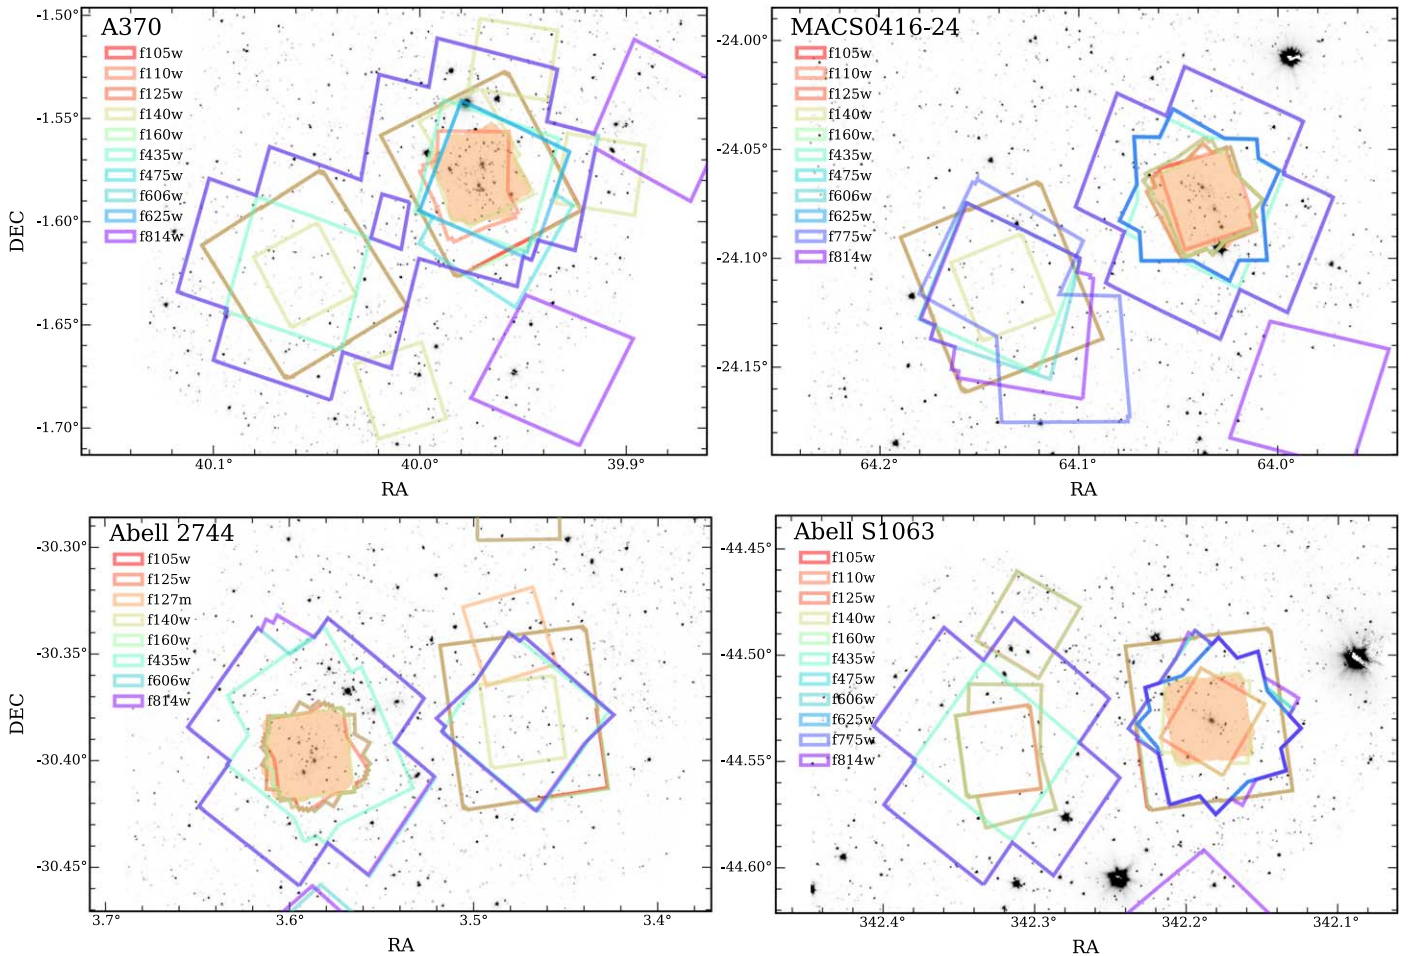 A370
f105w
f110w
f125w
f140w
f160w
f435w
f475w
f606w
f625w
f814w
-1.50°
-1.55°
-1.60°
-1.65°
-1.70°
DEC
40.1°
40.0°
39.9°
RA
MACS0416-24
f105w
f110w
f125w
f140w
f160w
f435w
f475w
f606w
f625w
f775w
f814w
-24.00°
-24.05°
-24.10°
-24.15°
64.2°
64.1°
64.0°
RA
Abell 2744
f105w
f125w
f127m
f140w
f160w
f435w
f606w
f814w
-30.30°
-30.35°
-30.40°
-30.45°
DEC
3.7°
3.6°
3.5°
3.4°
RA
Abell S1063
f105w
f110w
f125w
f140w
f160w
f435w
f475w
f606w
f625w
f775w
f814w
-44.45°
-44.50°
-44.55°
-44.60°
342.4°
342.3°
342.2°
342.1°
RA